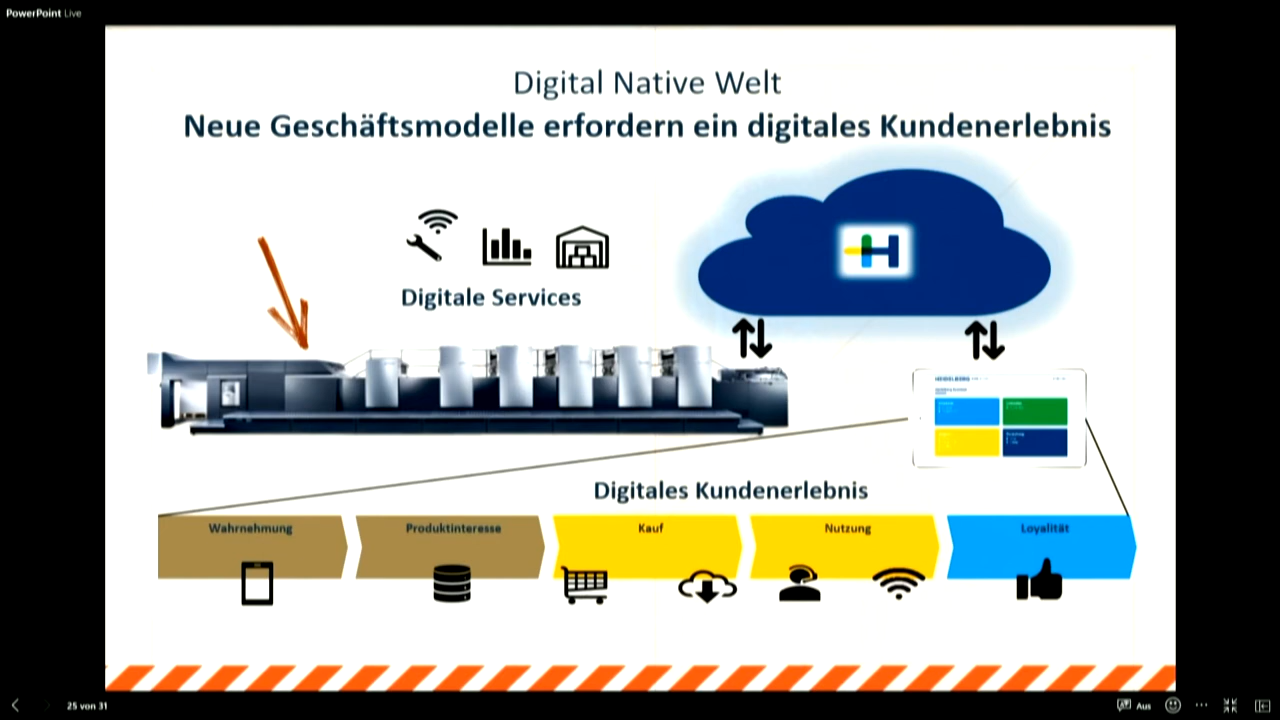 PowerPoint Live
Digital Native Welt
Neue Geschäftsmodelle erfordern ein digitales Kundenerlebnis
H
Digitale Services
HEIDELBERG
Digitales Kundenerlebnis
Wahrnehmung
Produktinteresse
Kauf
Nutzung
Loyalität
25 von 31
Aus